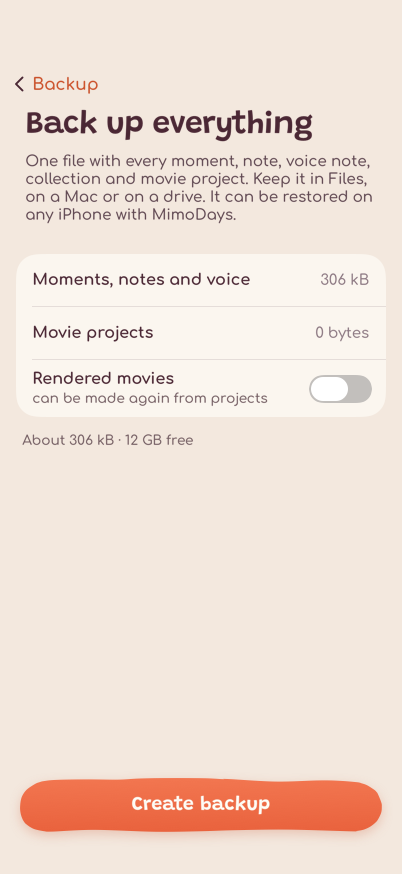 Backup
Back up everything
One file with every moment, note, voice note,
collection and movie project. Keep it in Files,
on a Mac or on a drive. It can be restored on
any iPhone with MimoDays.
Moments, notes and voice 306 kB
Movie projects 0 bytes
Rendered movies
can be made again from projects
About 306 kB · 12 GB free
Create backup